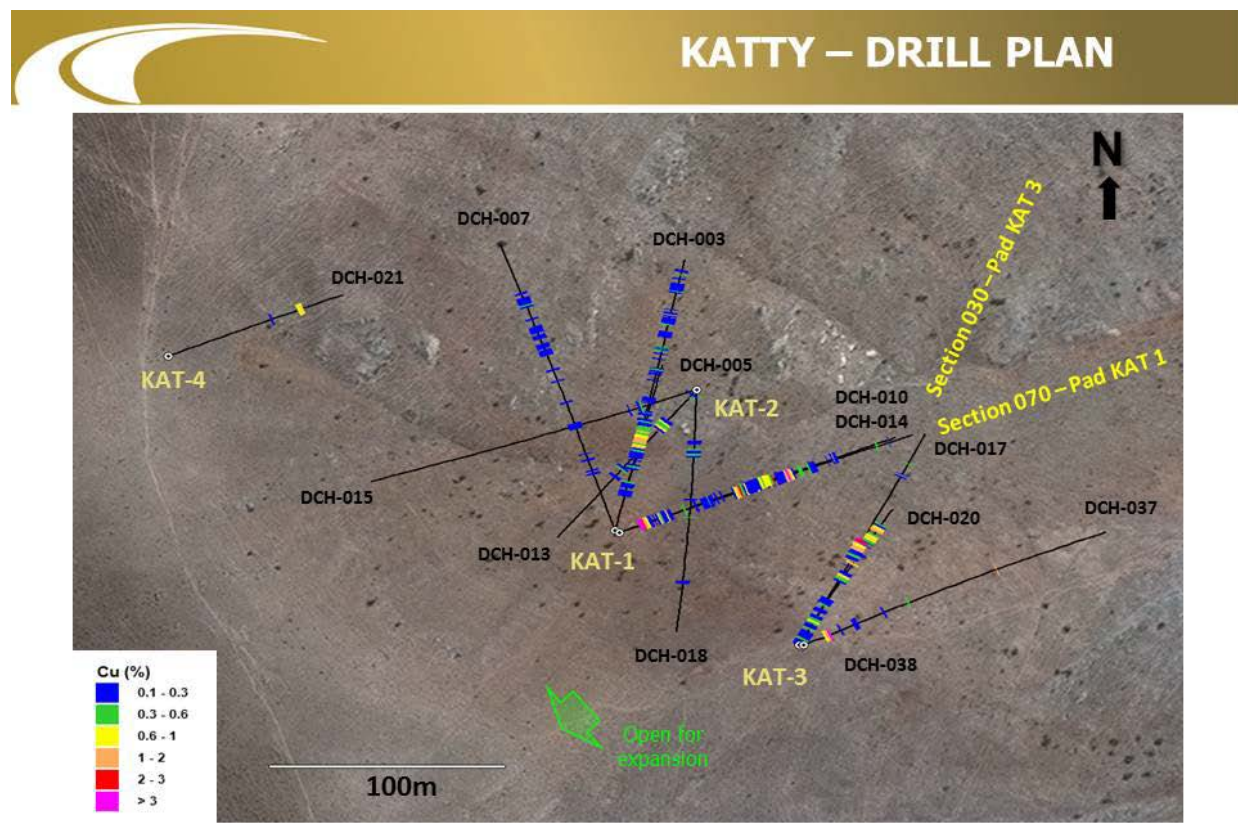 KATTY – DRILL PLAN
N
DCH-007
DCH-003
DCH-021
KAT-4
DCH-005
KAT-2
DCH-010
DCH-014
Section 030 – Pad KAT 3
Section 070 – Pad KAT 1
DCH-017
DCH-015
DCH-013
KAT-1
DCH-020
DCH-037
DCH-018
KAT-3
DCH-038
Open for
expansion
100m
Cu (%)
0.1 - 0.3
0.3 - 0.6
0.6 - 1
1 - 2
2 - 3
> 3